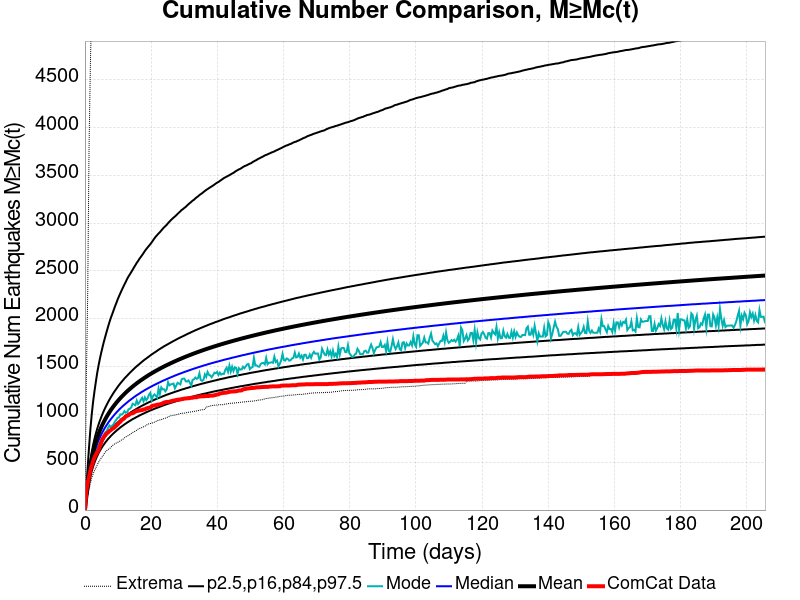 Cumulative Number Comparison, M≥Mc(t)
Cumulative Num Earthquakes M≥Mc(t)
4500
4000
3500
3000
2500
2000
1500
1000
500
0
0 20 40 60 80 100 120 140 160 180 200
Time (days)
Extrema p2.5,p16,p84,p97.5 Mode Median Mean ComCat Data